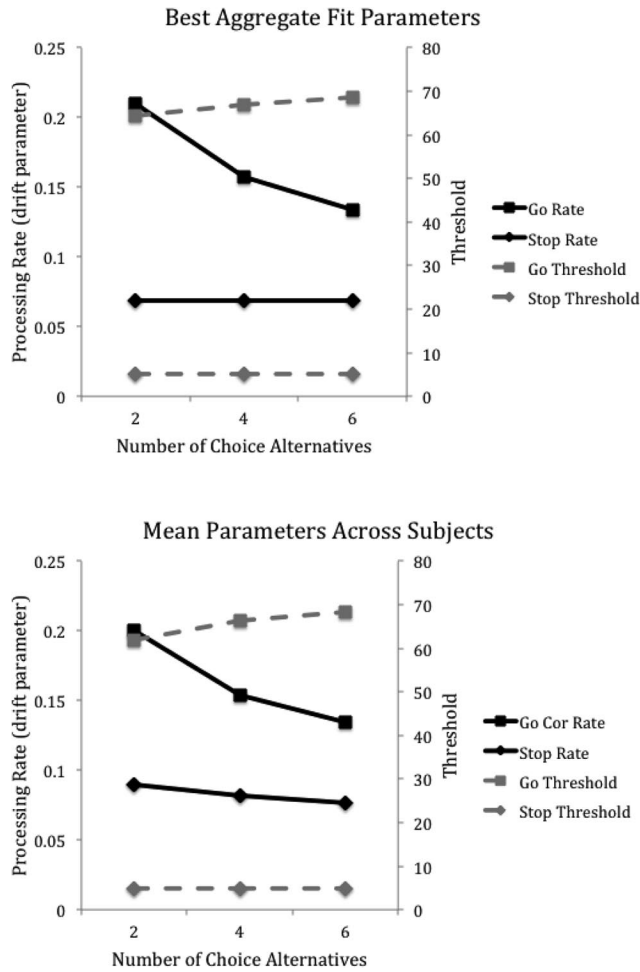 Best Aggregate Fit Parameters
0.25
0.2
0.15
0.1
0.05
0
Processing Rate (drift parameter)
80
70
60
50
40
30
20
10
0
Threshold
2 4 6
Number of Choice Alternatives
Go Rate
Stop Rate
Go Threshold
Stop Threshold
Mean Parameters Across Subjects
0.25
0.2
0.15
0.1
0.05
0
Processing Rate (drift parameter)
80
70
60
50
40
30
20
10
0
Threshold
2 4 6
Number of Choice Alternatives
Go Cor Rate
Stop Rate
Go Threshold
Stop Threshold